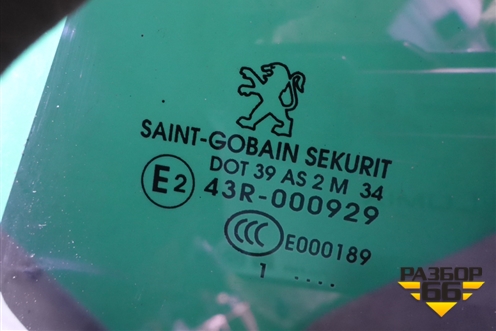 SAINT-GOBAIN SEKURIT
DOT 39 AS 2 M 34
E2 43R-000929
CCC E000189
1 ....
РАЗБОР
66